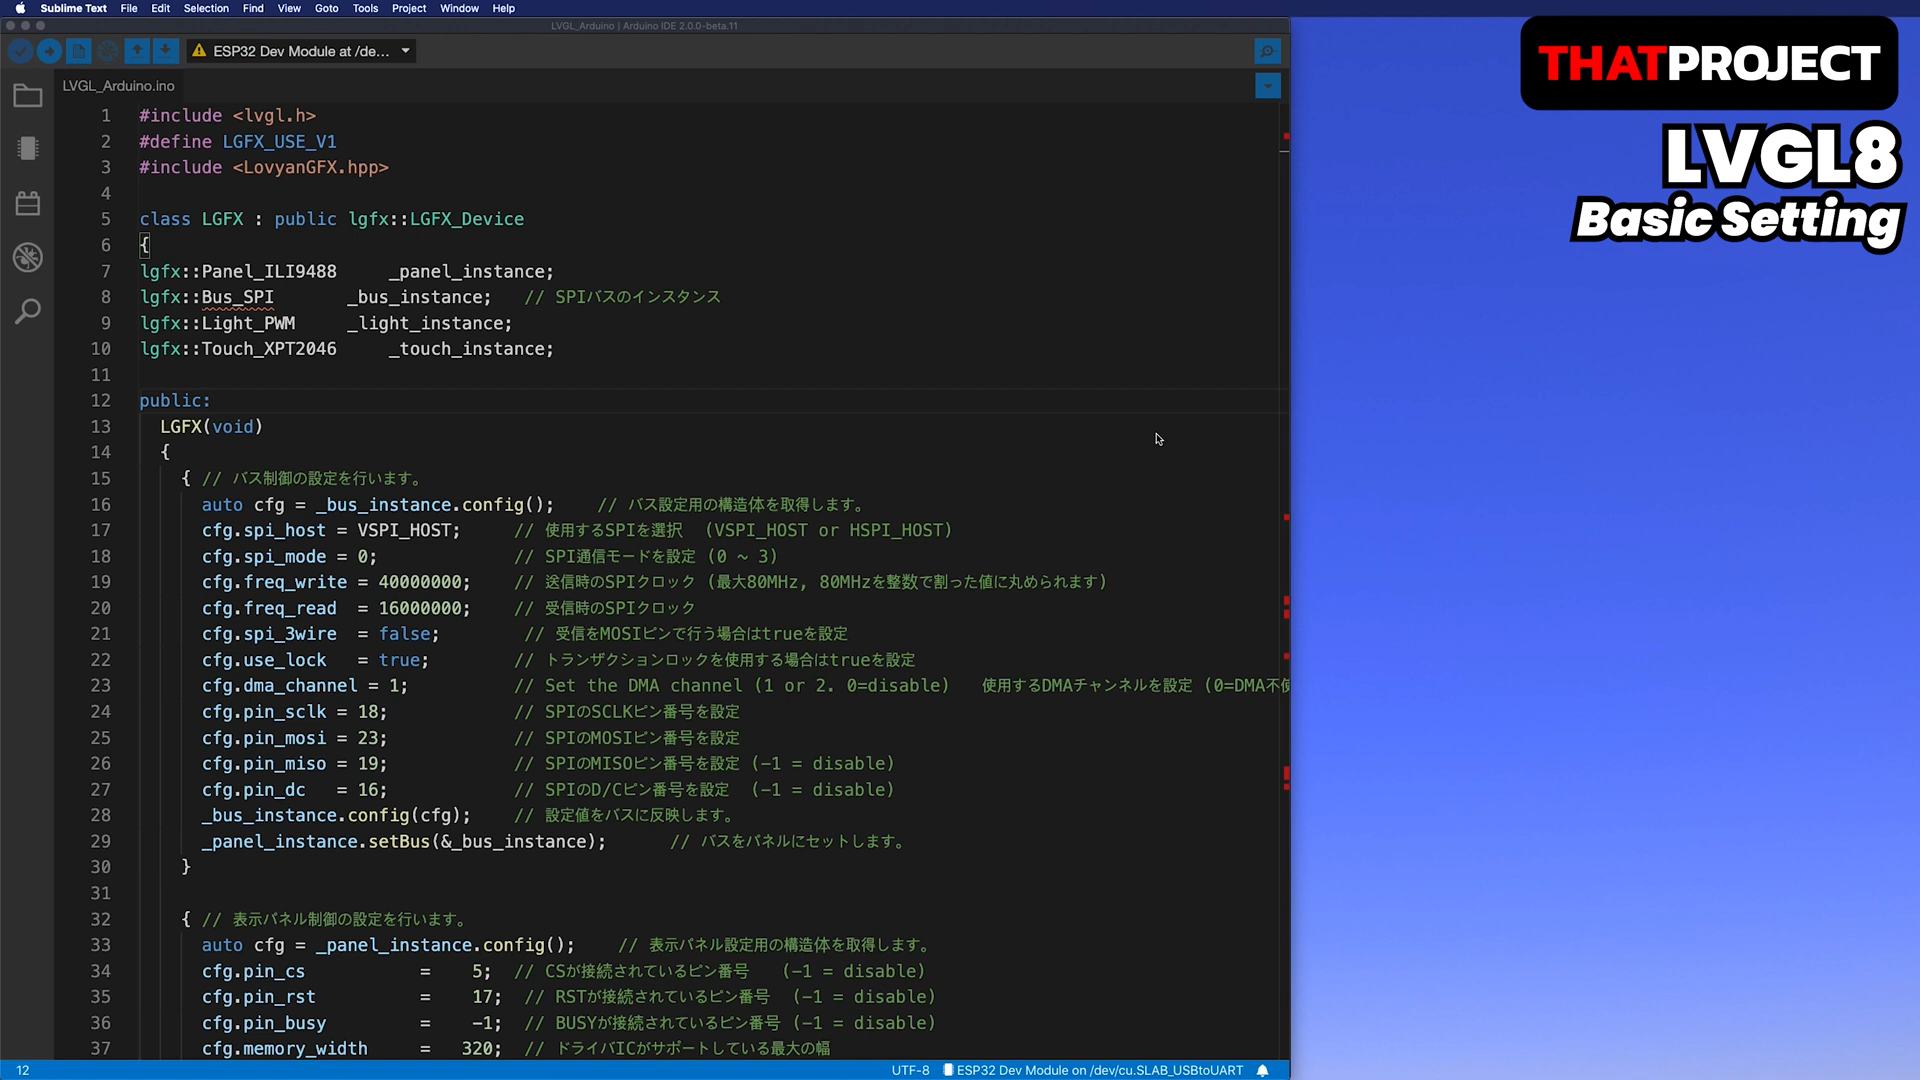 Sublime Text File Edit Selection Find View Goto Tools Project Window Help
LVGL_Arduino | Arduino IDE 2.0.0-beta.11
ESP32 Dev Module at /de...
THATPROJECT
LVGL8
Basic Setting
LVGL_Arduino.ino
1 #include <lvgl.h>
2 #define LGFX_USE_V1
3 #include <LovyanGFX.hpp>
4
5 class LGFX : public lgfx::LGFX_Device
6 {
7 lgfx::Panel_ILI9488 _panel_instance;
8 lgfx::Bus_SPI _bus_instance; // SPIバスのインスタンス
9 lgfx::Light_PWM _light_instance;
10 lgfx::Touch_XPT2046 _touch_instance;
11
12 public:
13 LGFX(void)
14 {
15 { // バス制御の設定を行います。
16 auto cfg = _bus_instance.config(); // バス設定用の構造体を取得します。
17 cfg.spi_host = VSPI_HOST; // 使用するSPIを選択 (VSPI_HOST or HSPI_HOST)
18 cfg.spi_mode = 0; // SPI通信モードを設定 (0 ~ 3)
19 cfg.freq_write = 40000000; // 送信時のSPIクロック (最大80MHz, 80MHzを整数で割った値に丸められます)
20 cfg.freq_read = 16000000; // 受信時のSPIクロック
21 cfg.spi_3wire = false; // 受信をMOSIピンで行う場合はtrueを設定
22 cfg.use_lock = true; // トランザクションロックを使用する場合はtrueを設定
23 cfg.dma_channel = 1; // Set the DMA channel (1 or 2. 0=disable) 使用するDMAチャンネルを設定 (0=DMA不使
24 cfg.pin_sclk = 18; // SPIのSCLKピン番号を設定
25 cfg.pin_mosi = 23; // SPIのMOSIピン番号を設定
26 cfg.pin_miso = 19; // SPIのMISOピン番号を設定 (-1 = disable)
27 cfg.pin_dc = 16; // SPIのD/Cピン番号を設定 (-1 = disable)
28 _bus_instance.config(cfg); // 設定値をバスに反映します。
29 _panel_instance.setBus(&_bus_instance); // バスをパネルにセットします。
30 }
31
32 { // 表示パネル制御の設定を行います。
33 auto cfg = _panel_instance.config(); // 表示パネル設定用の構造体を取得します。
34 cfg.pin_cs = 5; // CSが接続されているピン番号 (-1 = disable)
35 cfg.pin_rst = 17; // RSTが接続されているピン番号 (-1 = disable)
36 cfg.pin_busy = -1; // BUSYが接続されているピン番号 (-1 = disable)
37 cfg.memory_width = 320; // ドライバICがサポートしている最大の幅
12 UTF-8 ESP32 Dev Module on /dev/cu.SLAB_USBtoUART